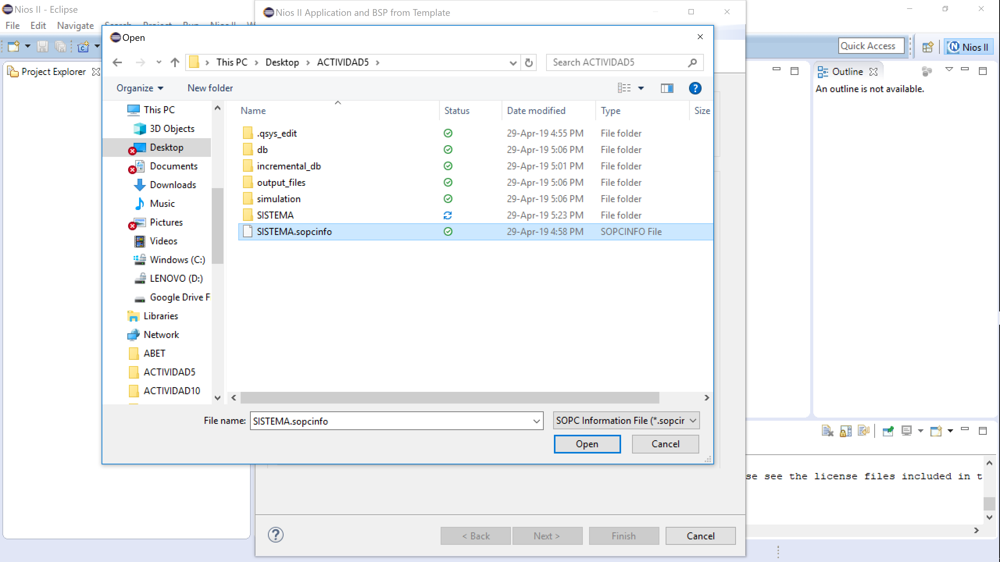 Nios II - Eclipse
Nios II Application and BSP from Template
File Edit Navigate Search Project Run Nios II
Open
Quick Access
Nios II
Project Explorer
This PC > Desktop > ACTIVIDAD5 >
Search ACTIVIDAD5
Outline
An outline is not available.
Organize
New folder
Name Status Date modified Type Size
This PC
3D Objects
Desktop
Documents
Downloads
Music
Pictures
Videos
Windows (C:)
LENOVO (D:)
Google Drive F
Libraries
Network
ABET
ACTIVIDAD5
ACTIVIDAD10
.qsys_edit 29-Apr-19 4:55 PM File folder
db 29-Apr-19 5:06 PM File folder
incremental_db 29-Apr-19 5:01 PM File folder
output_files 29-Apr-19 5:06 PM File folder
simulation 29-Apr-19 5:06 PM File folder
SISTEMA 29-Apr-19 5:23 PM File folder
SISTEMA.sopcinfo 29-Apr-19 4:58 PM SOPCINFO File
File name: SISTEMA.sopcinfo
SOPC Information File (*.sopcir
Open
Cancel
se see the license files included in t
< Back
Next >
Finish
Cancel